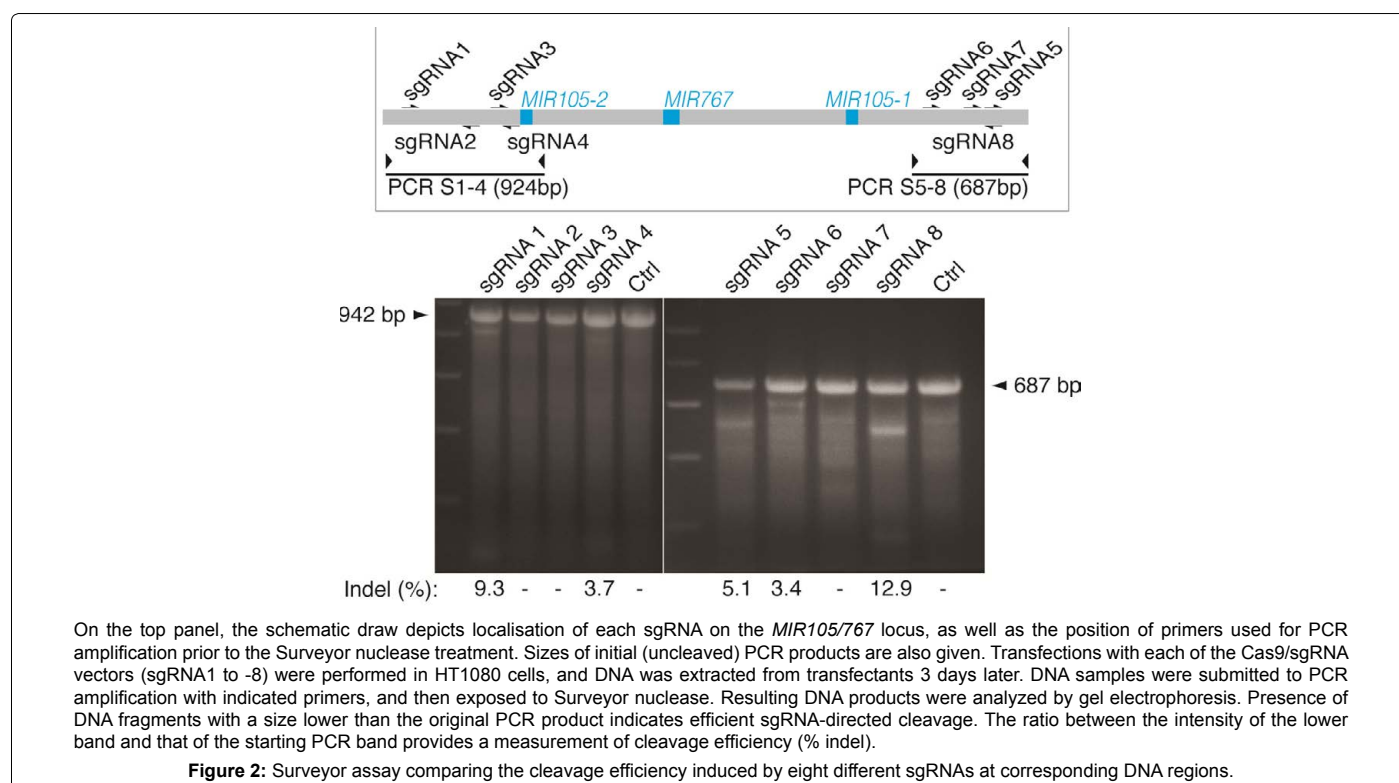 sgRNA1
sgRNA3
sgRNA6
sgRNA7
sgRNA5
MIR105-2
MIR767
MIR105-1
sgRNA2
sgRNA4
sgRNA8
PCR S1-4 (924bp)
PCR S5-8 (687bp)
sgRNA 1
sgRNA 2
sgRNA 3
sgRNA 4
Ctrl
sgRNA 5
sgRNA 6
sgRNA 7
sgRNA 8
Ctrl
942 bp
687 bp
Indel (%): 9.3 - - 3.7 - 5.1 3.4 - 12.9 -
On the top panel, the schematic draw depicts localisation of each sgRNA on the MIR105/767 locus, as well as the position of primers used for PCR
amplification prior to the Surveyor nuclease treatment. Sizes of initial (uncleaved) PCR products are also given. Transfections with each of the Cas9/sgRNA
vectors (sgRNA1 to -8) were performed in HT1080 cells, and DNA was extracted from transfectants 3 days later. DNA samples were submitted to PCR
amplification with indicated primers, and then exposed to Surveyor nuclease. Resulting DNA products were analyzed by gel electrophoresis. Presence of
DNA fragments with a size lower than the original PCR product indicates efficient sgRNA-directed cleavage. The ratio between the intensity of the lower
band and that of the starting PCR band provides a measurement of cleavage efficiency (% indel).
Figure 2: Surveyor assay comparing the cleavage efficiency induced by eight different sgRNAs at corresponding DNA regions.